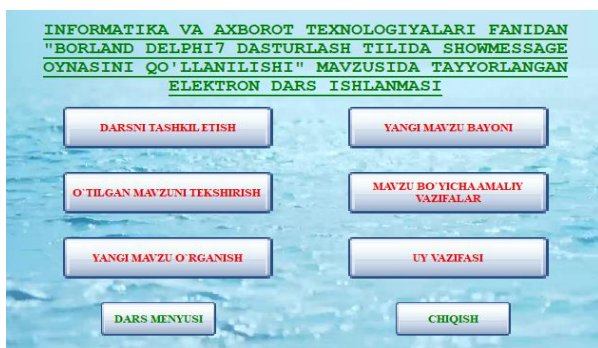 INFORMATIKA VA AXBOROT TEXNOLOGIYALARI FANIDAN
"BORLAND DELPHI7 DASTURLASH TILIDA SHOWMESSAGE
OYNASINI QO'LLANILISHI" MAVZUSIDA TAYYORLANGAN
ELEKTRON DARS ISHLANMASI
DARSNI TASHKIL ETISH
YANGI MAVZU BAYONI
O`TILGAN MAVZUNI TEKSHIRISH
MAVZU BO`YICHA AMALIY
VAZIFALAR
YANGI MAVZU O`RGANISH
UY VAZIFASI
DARS MENYUSI
CHIQISH